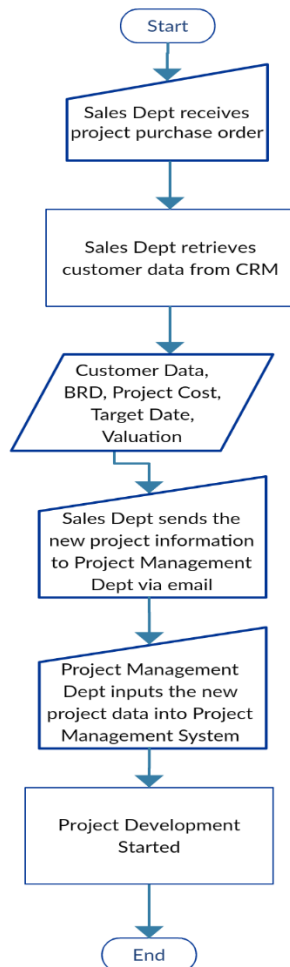 Start
Sales Dept receives
project purchase order
Sales Dept retrieves
customer data from CRM
Customer Data,
BRD, Project Cost,
Target Date,
Valuation
Sales Dept sends the
new project information
to Project Management
Dept via email
Project Management
Dept inputs the new
project data into Project
Management System
Project Development
Started
End